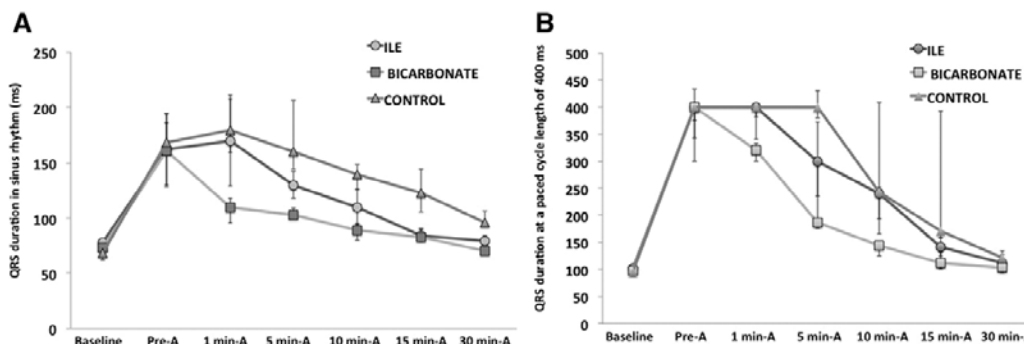 A
QRS duration in sinus rhythm (ms)
250
200
150
100
50
0
Baseline Pre-A 1 min-A 5 min-A 10 min-A 15 min-A 30 min-A
ILE
BICARBONATE
CONTROL
B
QRS duration at a paced cycle length of 400 ms
500
450
400
350
300
250
200
150
100
50
0
Baseline Pre-A 1 min-A 5 min-A 10 min-A 15 min-A 30 min-
ILE
BICARBONATE
CONTROL